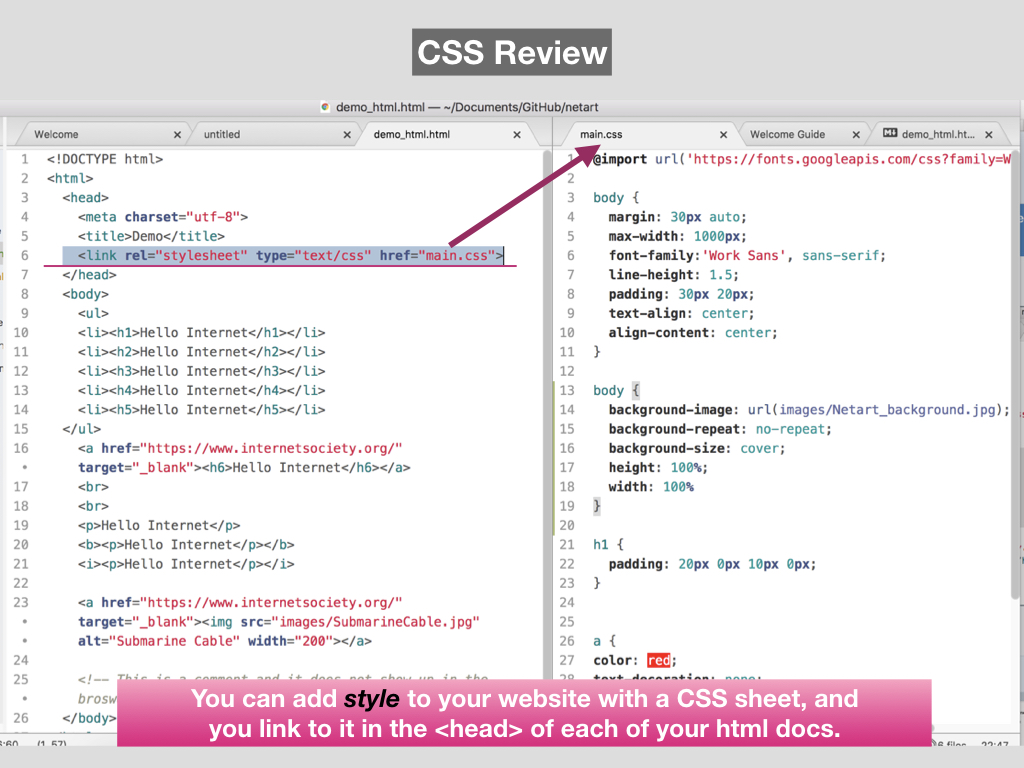 CSS Review
demo_html.html — ~/Documents/GitHub/netart
Welcome × untitled × demo_html.html ×
1 <!DOCTYPE html>
2 <html>
3 <head>
4 <meta charset="utf-8">
5 <title>Demo</title>
6 <link rel="stylesheet" type="text/css" href="main.css">
7 </head>
8 <body>
9 <ul>
10 <li><h1>Hello Internet</h1></li>
11 <li><h2>Hello Internet</h2></li>
12 <li><h3>Hello Internet</h3></li>
13 <li><h4>Hello Internet</h4></li>
14 <li><h5>Hello Internet</h5></li>
15 </ul>
16 <a href="https://www.internetsociety.org/"
• target="_blank"><h6>Hello Internet</h6></a>
17 <br>
18 <br>
19 <p>Hello Internet</p>
20 <b><p>Hello Internet</p></b>
21 <i><p>Hello Internet</p></i>
22
23 <a href="https://www.internetsociety.org/"
• target="_blank"><img src="images/SubmarineCable.jpg"
• alt="Submarine Cable" width="200"></a>
24
25 <!-- This is a comment and it does not show up in the
• brosw
26 </body>
main.css × Welcome Guide × demo_html.ht... ×
1 @import url('https://fonts.googleapis.com/css?family=W
2
3 body {
4 margin: 30px auto;
5 max-width: 1000px;
6 font-family:'Work Sans', sans-serif;
7 line-height: 1.5;
8 padding: 30px 20px;
9 text-align: center;
10 align-content: center;
11 }
12
13 body {
14 background-image: url(images/Netart_background.jpg);
15 background-repeat: no-repeat;
16 background-size: cover;
17 height: 100%;
18 width: 100%
19 }
20
21 h1 {
22 padding: 20px 0px 10px 0px;
23 }
24
25
26 a {
27 color: red;
28 text-decoration: none;
You can add style to your website with a CSS sheet, and
you link to it in the <head> of each of your html docs.
(1, 57)
6 files 22:47